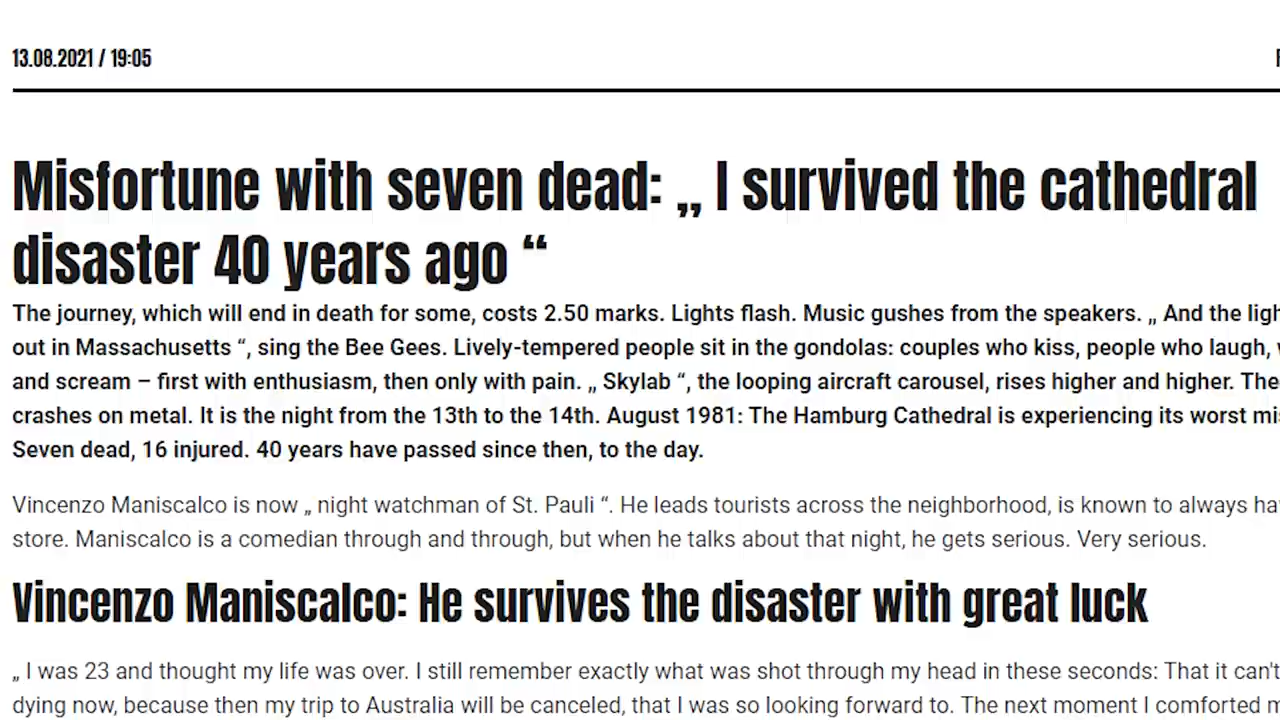 13.08.2021 / 19:05
Misfortune with seven dead: „ I survived the cathedral
disaster 40 years ago “
The journey, which will end in death for some, costs 2.50 marks. Lights flash. Music gushes from the speakers. „ And the
out in Massachusetts “, sing the Bee Gees. Lively-tempered people sit in the gondolas: couples who kiss, people who laugh,
and scream – first with enthusiasm, then only with pain. „ Skylab “, the looping aircraft carousel, rises higher and higher.
crashes on metal. It is the night from the 13th to the 14th. August 1981: The Hamburg Cathedral is experiencing its worst
Seven dead, 16 injured. 40 years have passed since then, to the day.
Vincenzo Maniscalco is now „ night watchman of St. Pauli “. He leads tourists across the neighborhood, is known to always
store. Maniscalco is a comedian through and through, but when he talks about that night, he gets serious. Very serious.
Vincenzo Maniscalco: He survives the disaster with great luck
„ I was 23 and thought my life was over. I still remember exactly what was shot through my head in these seconds: That it can't
dying now, because then my trip to Australia will be canceled, that I was so looking forward to. The next moment I comforted